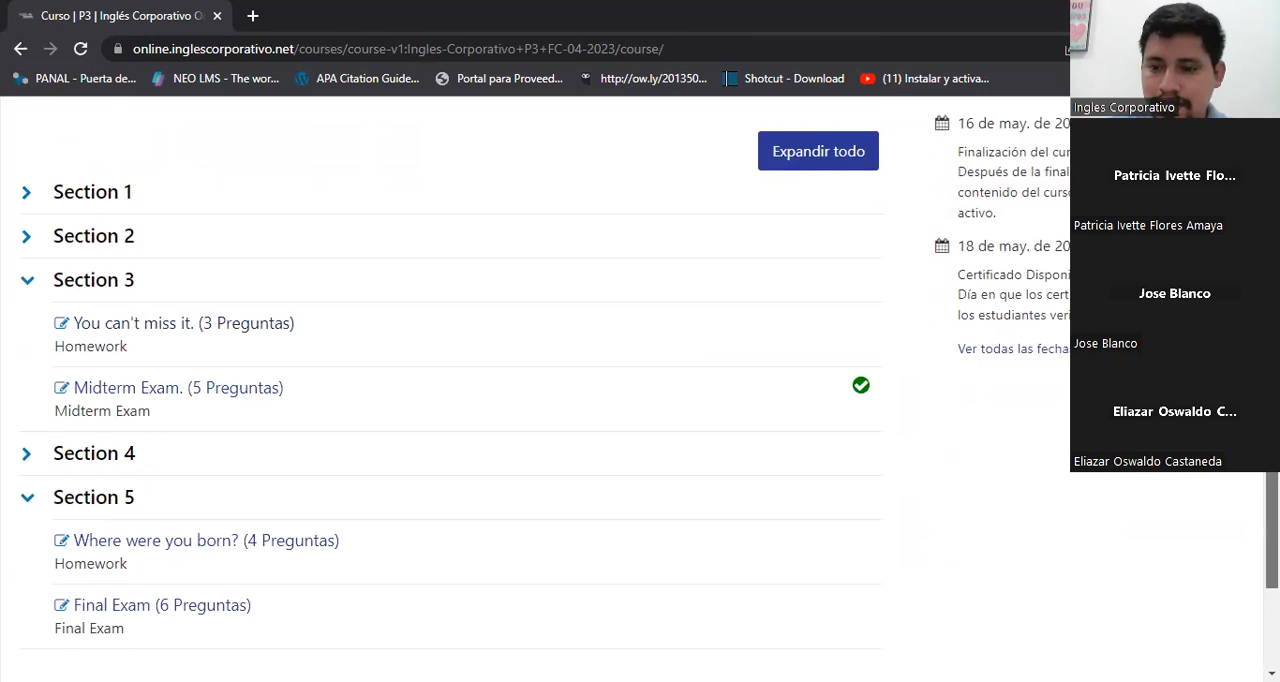 Curso | P3 | Inglés Corporativo O
online.inglescorporativo.net/courses/course-v1:Ingles-Corporativo+P3+FC-04-2023/course/
PANAL - Puerta de...
NEO LMS - The wor...
APA Citation Guide...
Portal para Proveed...
http://ow.ly/201350...
Shotcut - Download
(11) Instalar y activa...
Expandir todo
Section 1
Section 2
Section 3
You can't miss it. (3 Preguntas)
Homework
Midterm Exam. (5 Preguntas)
Midterm Exam
Section 4
Section 5
Where were you born? (4 Preguntas)
Homework
Final Exam (6 Preguntas)
Final Exam
16 de may. de 20
Finalización del cur
Después de la final
contenido del curs
activo.
18 de may. de 20
Certificado Disponi
Día en que los cert
los estudiantes veri
Ver todas las fecha
Ingles Corporativo
Patricia Ivette Flo...
Patricia Ivette Flores Amaya
Jose Blanco
Jose Blanco
Eliazar Oswaldo C...
Eliazar Oswaldo Castaneda